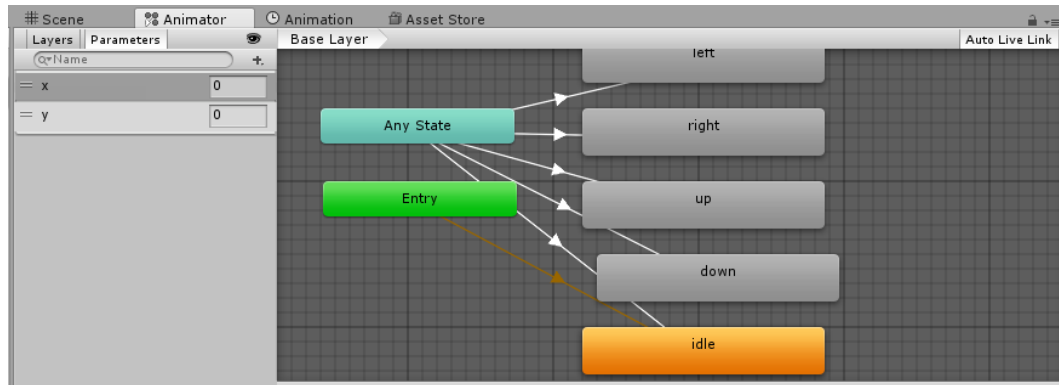 Scene Animator Animation Asset Store
Layers Parameters Base Layer Auto Live Link
Name
x 0
y 0
left
Any State right
Entry up
down
idle